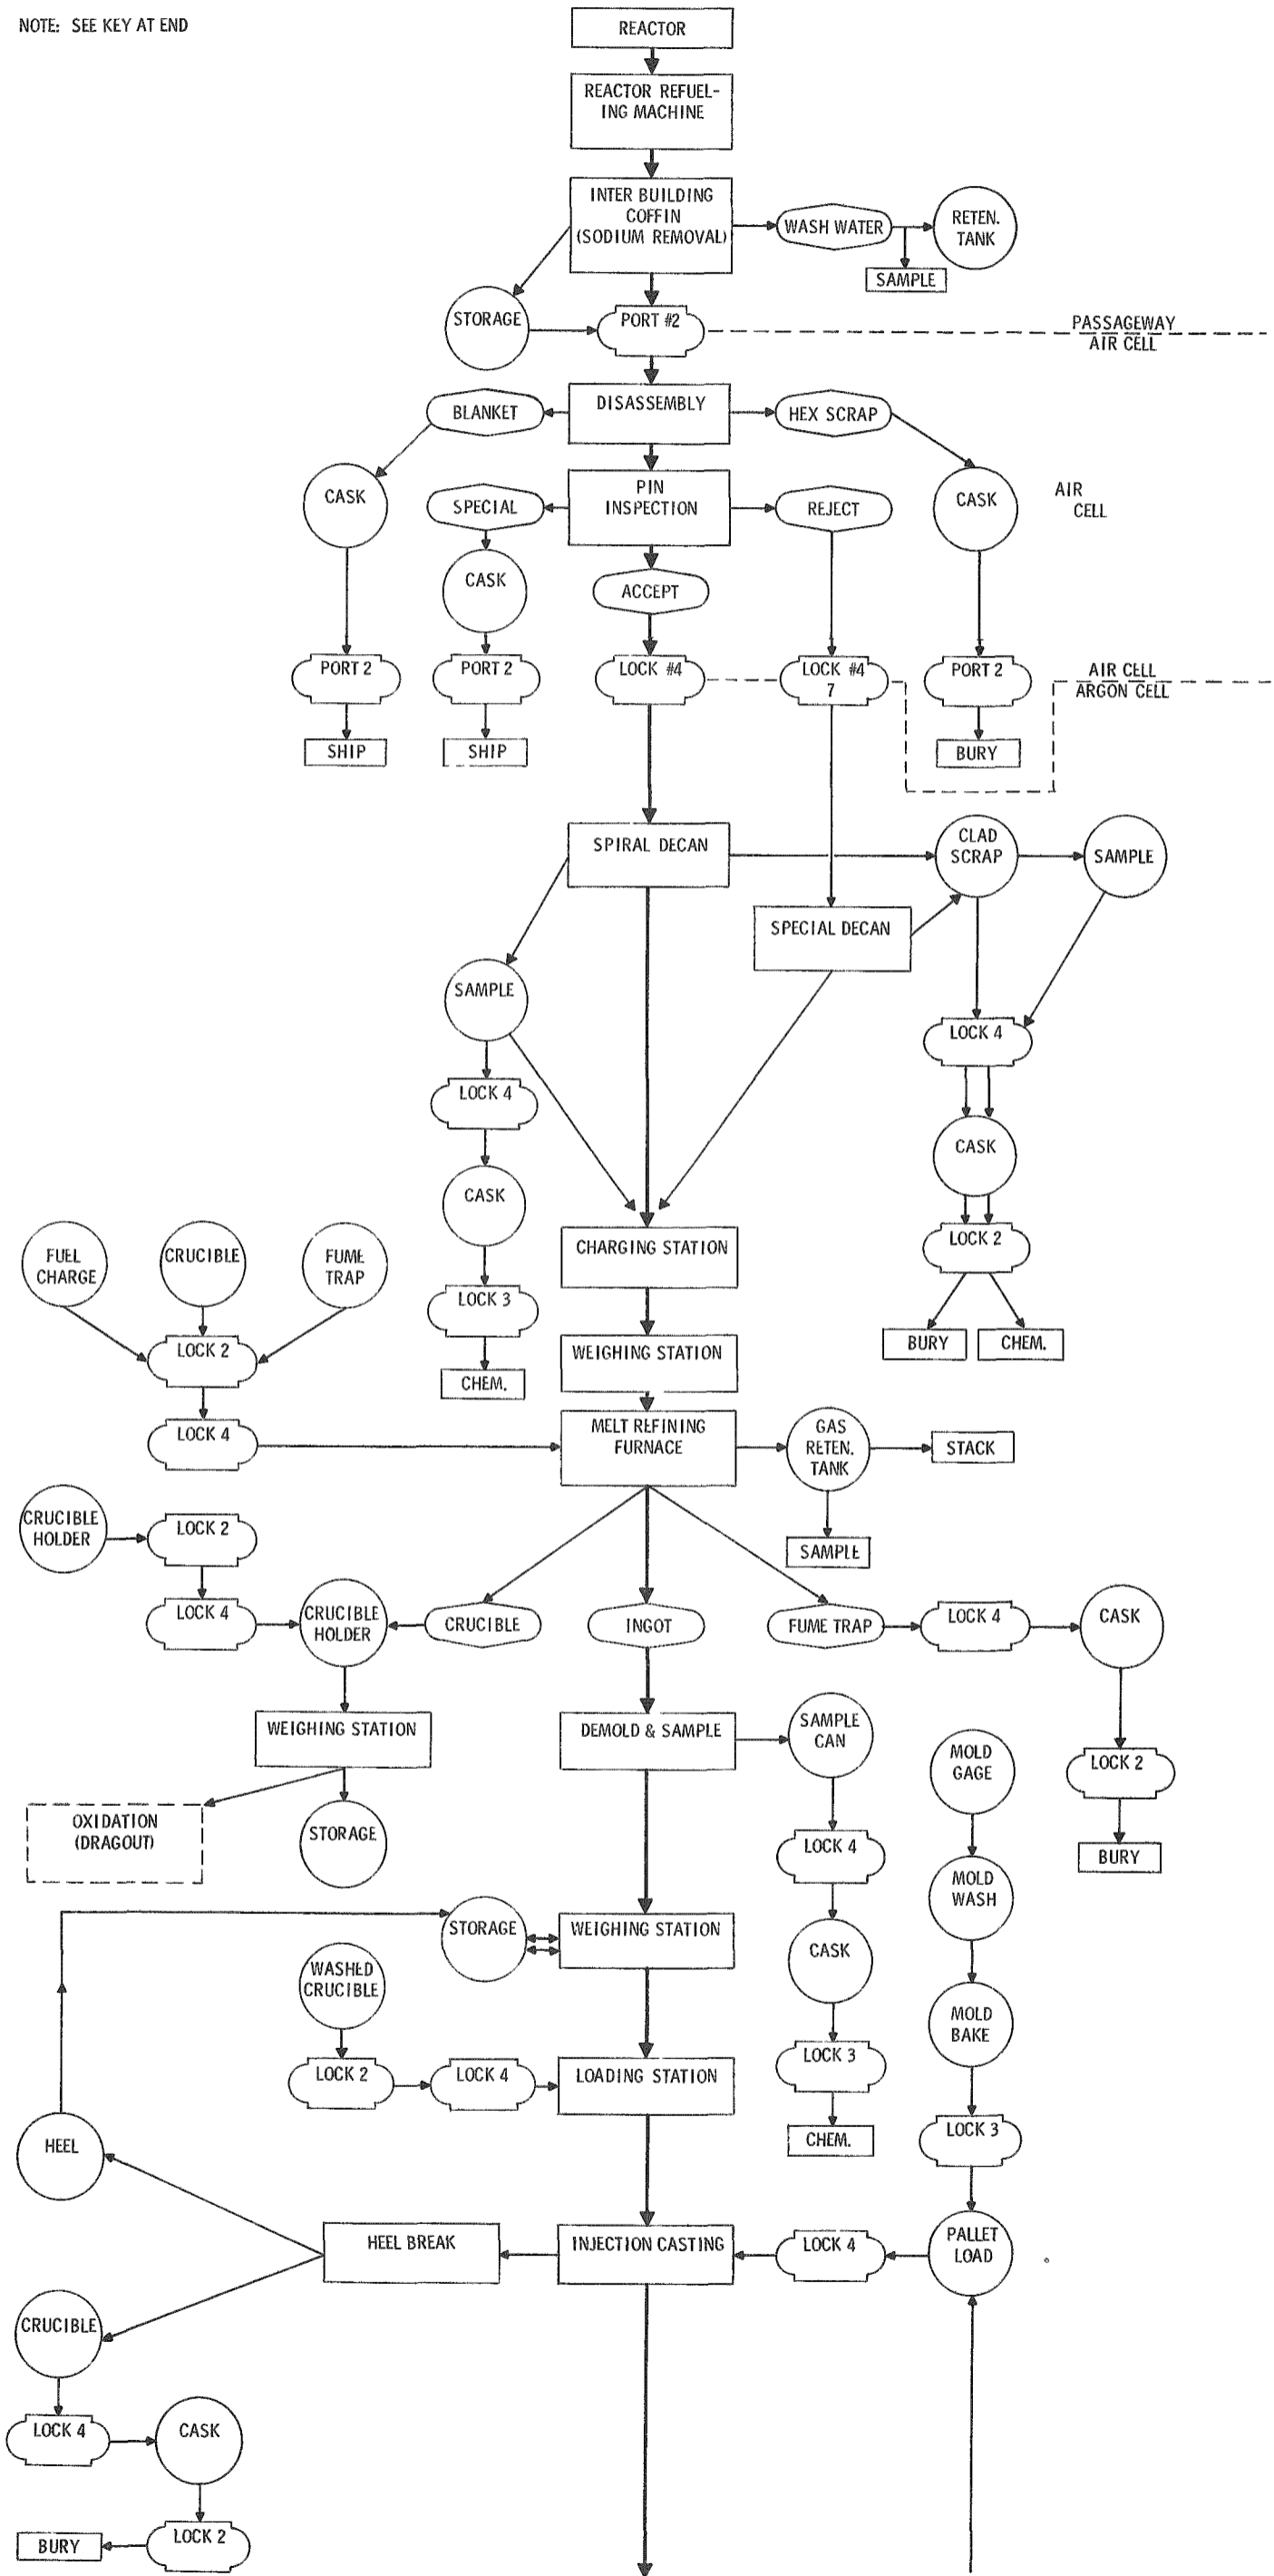 NOTE: SEE KEY AT END
REACTOR
REACTOR REFUEL-
ING MACHINE
INTER BUILDING
COFFIN
(SODIUM REMOVAL)
WASH WATER
RETEN.
TANK
SAMPLE
STORAGE
PORT #2
PASSAGEWAY
AIR CELL
BLANKET
DISASSEMBLY
HEX SCRAP
CASK
SPECIAL
PIN
INSPECTION
REJECT
CASK
AIR
CELL
CASK
ACCEPT
PORT 2
PORT 2
LOCK #4
LOCK #4
7
PORT 2
AIR CELL
ARGON CELL
SHIP
SHIP
BURY
SPIRAL DECAN
CLAD
SCRAP
SAMPLE
SPECIAL DECAN
SAMPLE
LOCK 4
LOCK 4
CASK
CASK
FUEL
CHARGE
CRUCIBLE
FUME
TRAP
CHARGING STATION
LOCK 2
LOCK 3
LOCK 2
WEIGHING STATION
BURY
CHEM.
CHEM.
LOCK 4
MELT REFINING
FURNACE
GAS
RETEN.
TANK
STACK
CRUCIBLE
HOLDER
LOCK 2
SAMPLE
LOCK 4
CRUCIBLE
HOLDER
CRUCIBLE
INGOT
FUME TRAP
LOCK 4
CASK
WEIGHING STATION
DEMOLD & SAMPLE
SAMPLE
CAN
MOLD
GAGE
LOCK 2
OXIDATION
(DRAGOUT)
STORAGE
LOCK 4
BURY
MOLD
WASH
STORAGE
WEIGHING STATION
CASK
WASHED
CRUCIBLE
MOLD
BAKE
LOCK 2
LOCK 4
LOADING STATION
LOCK 3
CHEM.
LOCK 3
HEEL
HEEL BREAK
INJECTION CASTING
LOCK 4
PALLET
LOAD
CRUCIBLE
LOCK 4
CASK
BURY
LOCK 2